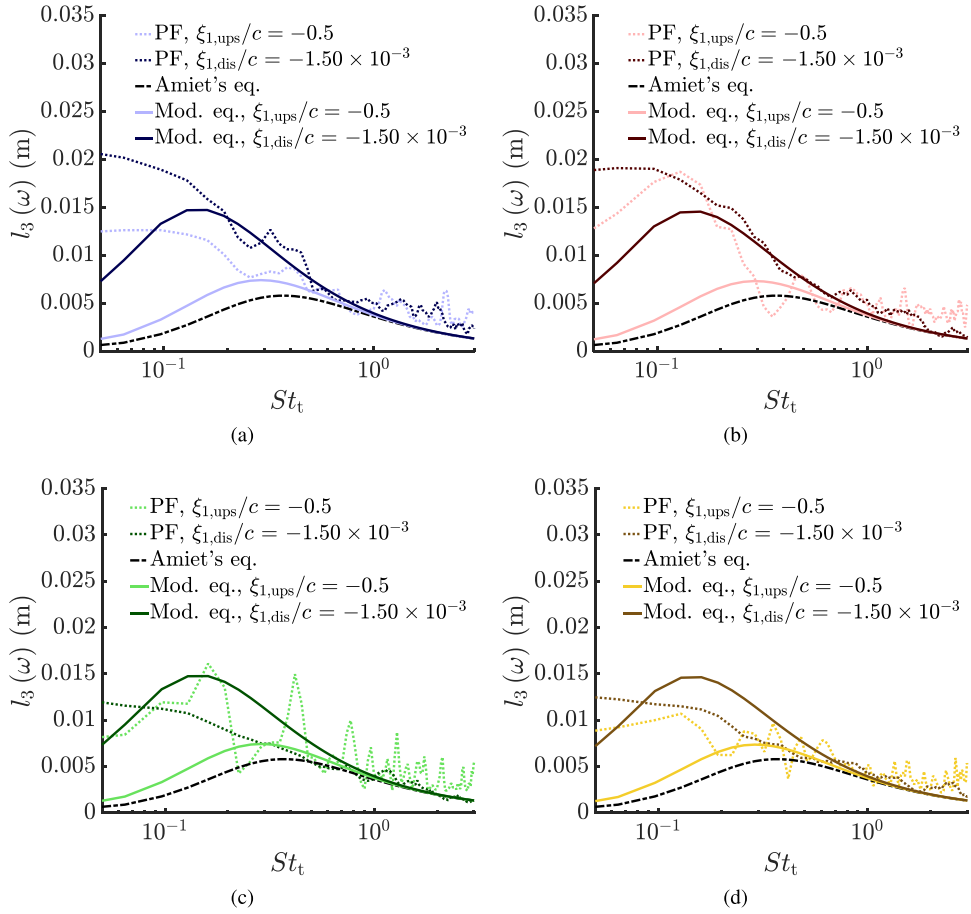 0.035
0.03
0.025
0.02
0.015
0.01
0.005
0
l₃ (ω) (m)
PF, ξ₁,ups/c = −0.5
PF, ξ₁,dis/c = −1.50 × 10⁻³
Amiet's eq.
Mod. eq., ξ₁,ups/c = −0.5
Mod. eq., ξ₁,dis/c = −1.50 × 10⁻³
10⁻¹ 10⁰
Stₜ
(a)
0.035
0.03
0.025
0.02
0.015
0.01
0.005
0
l₃ (ω) (m)
PF, ξ₁,ups/c = −0.5
PF, ξ₁,dis/c = −1.50 × 10⁻³
Amiet's eq.
Mod. eq., ξ₁,ups/c = −0.5
Mod. eq., ξ₁,dis/c = −1.50 × 10⁻³
10⁻¹ 10⁰
Stₜ
(b)
0.035
0.03
0.025
0.02
0.015
0.01
0.005
0
l₃ (ω) (m)
PF, ξ₁,ups/c = −0.5
PF, ξ₁,dis/c = −1.50 × 10⁻³
Amiet's eq.
Mod. eq., ξ₁,ups/c = −0.5
Mod. eq., ξ₁,dis/c = −1.50 × 10⁻³
10⁻¹ 10⁰
Stₜ
(c)
0.035
0.03
0.025
0.02
0.015
0.01
0.005
0
l₃ (ω) (m)
PF, ξ₁,ups/c = −0.5
PF, ξ₁,dis/c = −1.50 × 10⁻³
Amiet's eq.
Mod. eq., ξ₁,ups/c = −0.5
Mod. eq., ξ₁,dis/c = −1.50 × 10⁻³
10⁻¹ 10⁰
Stₜ
(d)